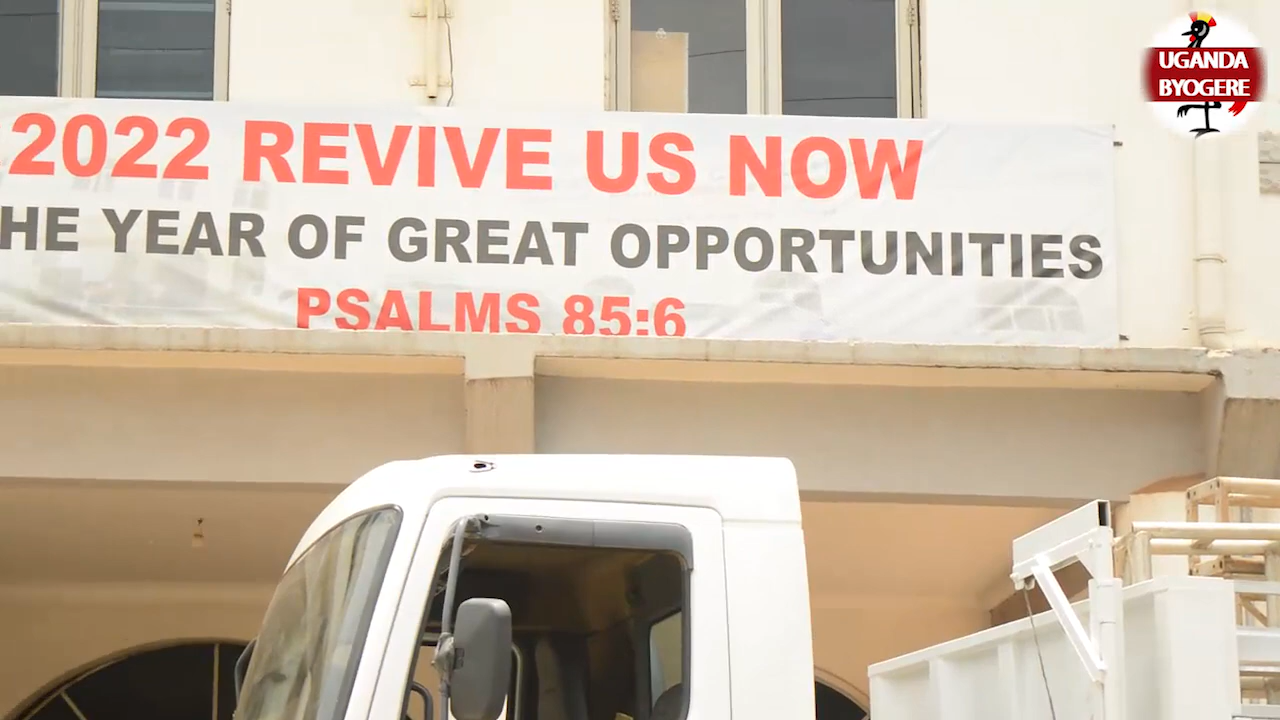 2022 REVIVE US NOW
HE YEAR OF GREAT OPPORTUNITIES
PSALMS 85:6
UGANDA
BYOGERE